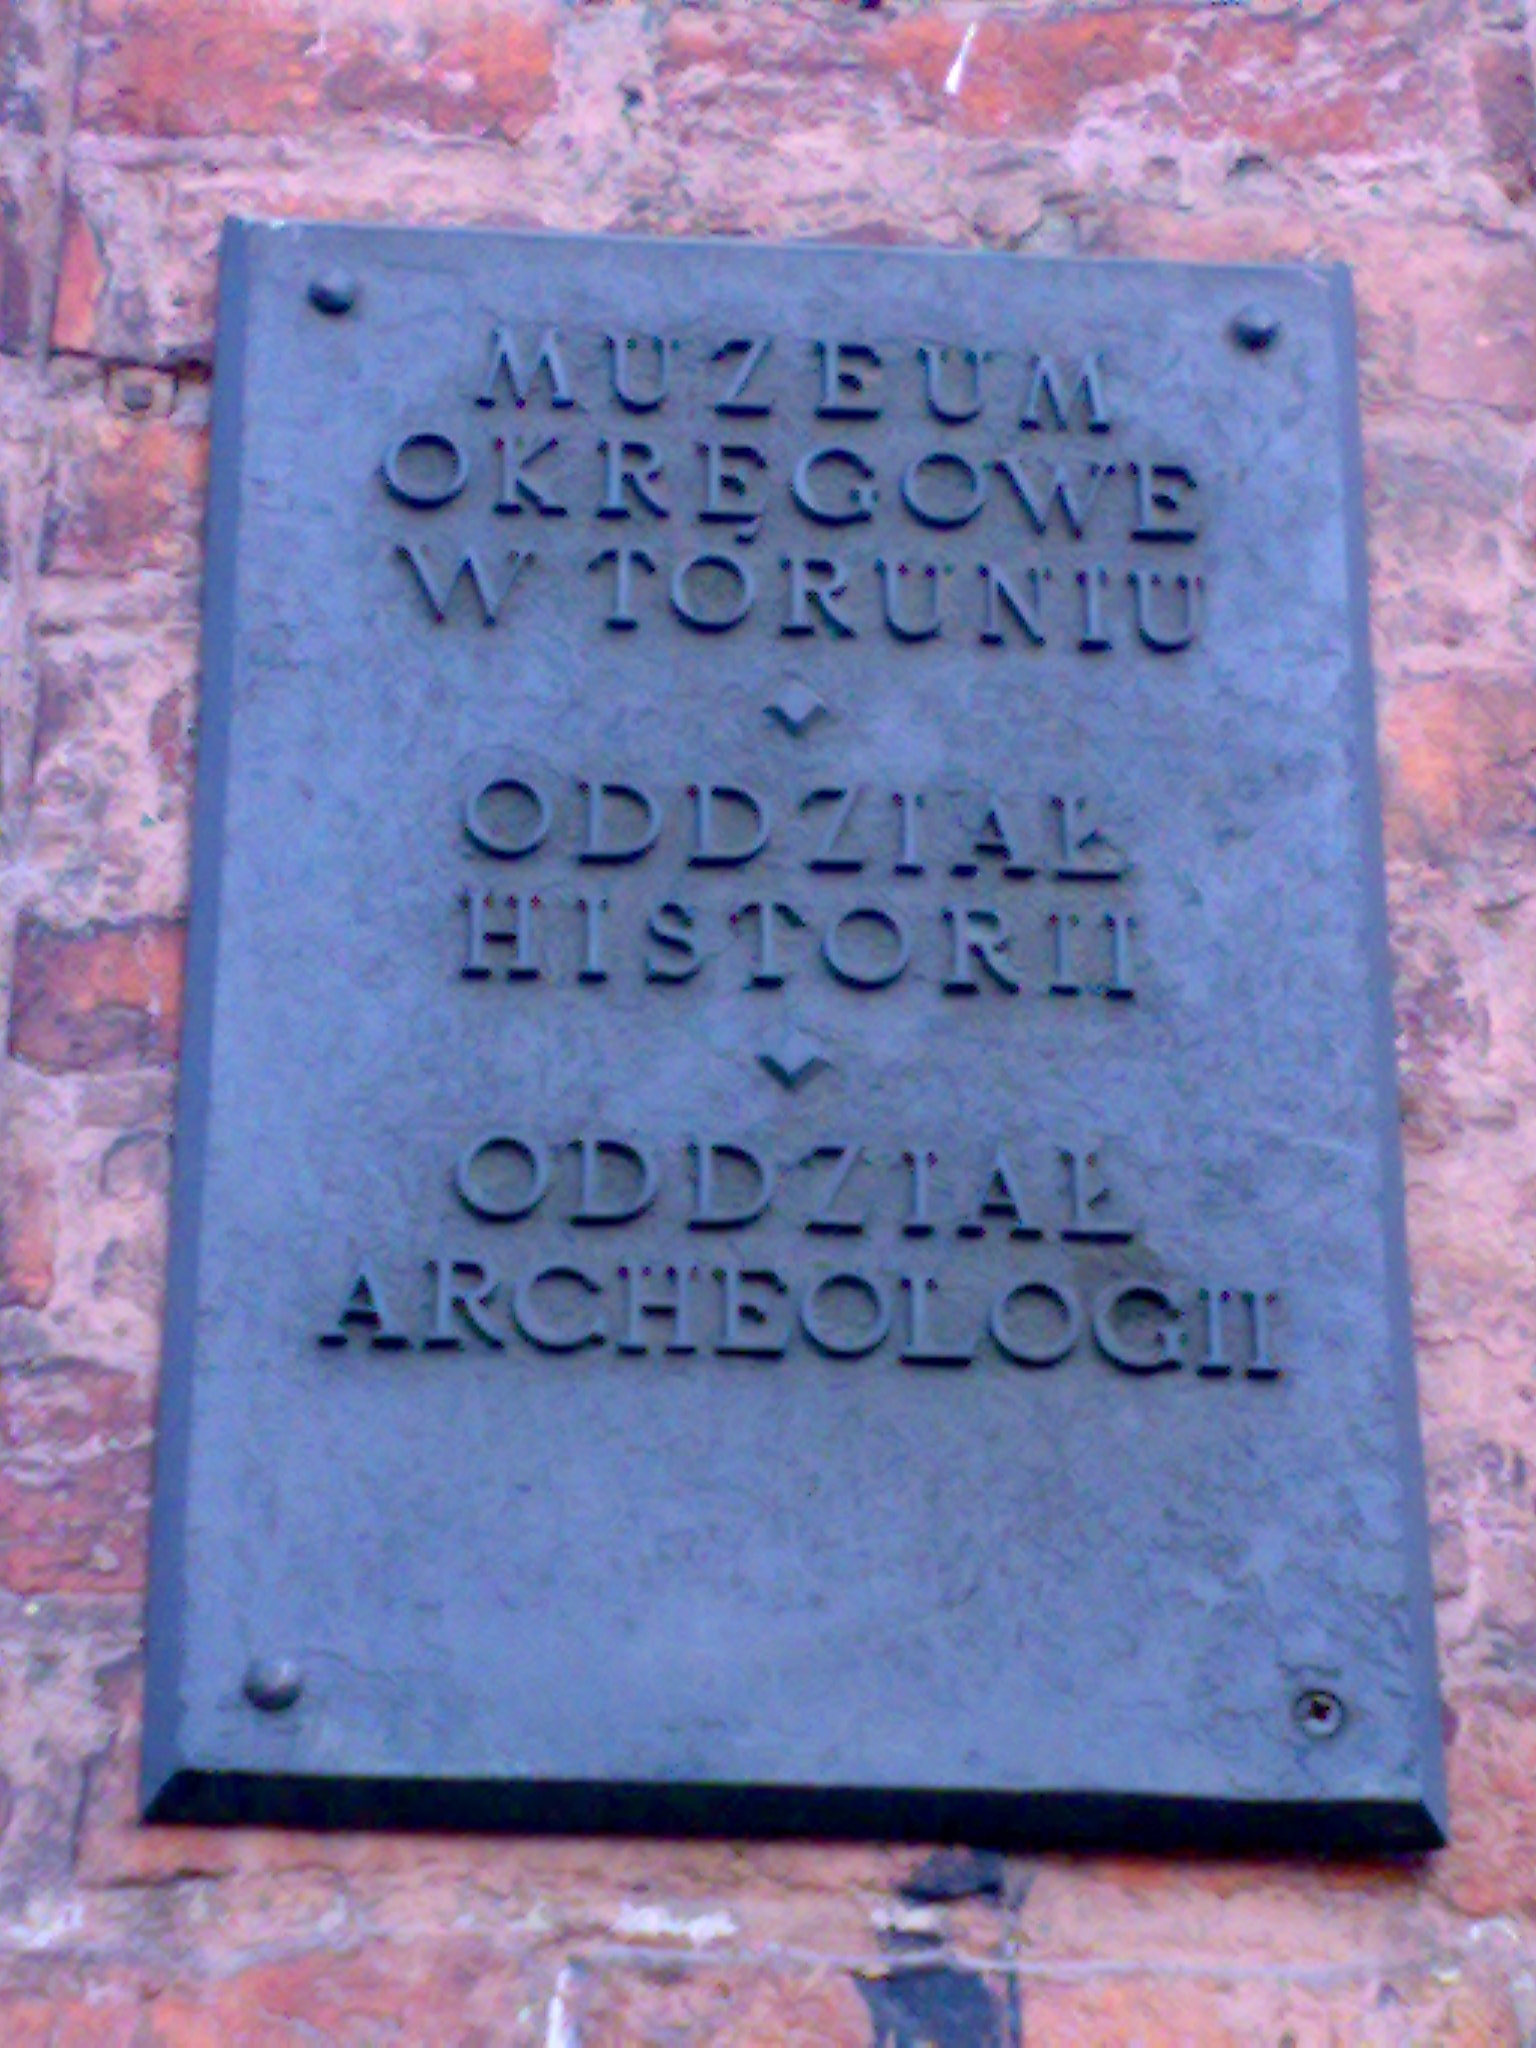 MUZEUM
OKRĘGOWE
W TORUNIU
ODDZIAŁ
HISTORII
ODDZIAŁ
ARCHEOLOGII